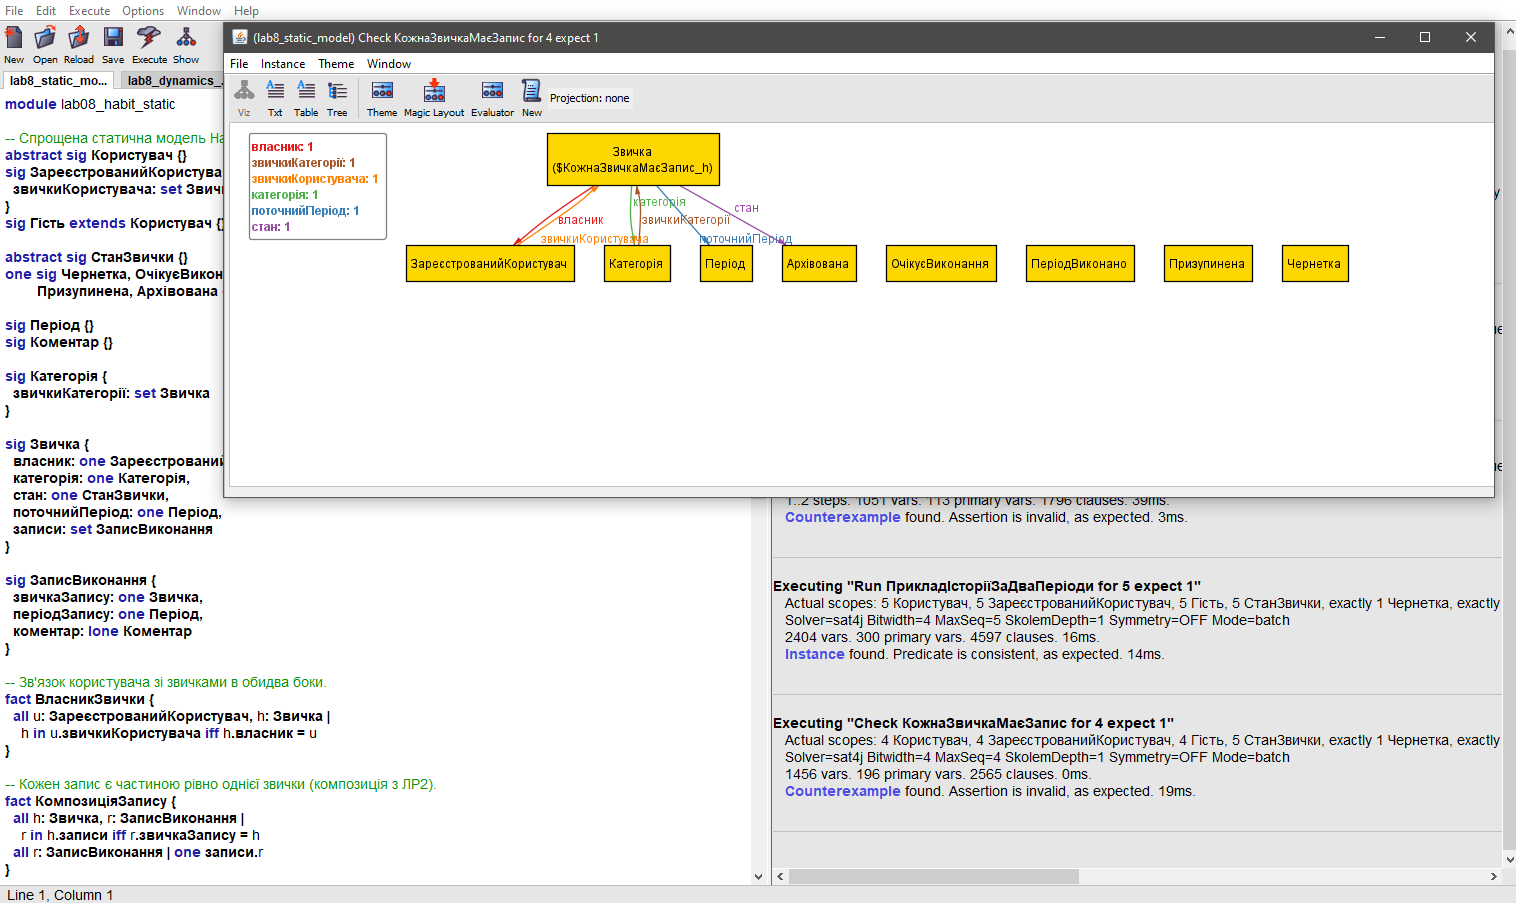 File Edit Execute Options Window Help
New Open Reload Save Execute Show
lab8_static_mo... lab8_dynamics_.
module lab08_habit_static
-- Спрощена статична модель На
abstract sig Користувач {}
sig ЗареєстрованийКористува
звичкиКористувача: set Звич
}
sig Гість extends Користувач {}
abstract sig СтанЗвички {}
one sig Чернетка, ОчікуєВикон
Призупинена, Архівована
sig Період {}
sig Коментар {}
sig Категорія {
звичкиКатегорії: set Звичка
}
sig Звичка {
власник: one Зареєстрований
категорія: one Категорія,
стан: one СтанЗвички,
поточнийПеріод: one Період,
записи: set ЗаписВиконання
}
sig ЗаписВиконання {
звичкаЗапису: one Звичка,
періодЗапису: one Період,
коментар: lone Коментар
}
-- Зв'язок користувача зі звичками в обидва боки.
fact ВласникЗвички {
all u: ЗареєстрованийКористувач, h: Звичка |
h in u.звичкиКористувача iff h.власник = u
}
-- Кожен запис є частиною рівно однієї звички (композиція з ЛР2).
fact КомпозиціяЗапису {
all h: Звичка, r: ЗаписВиконання |
r in h.записи iff r.звичкаЗапису = h
all r: ЗаписВиконання | one записи.r
}
Line 1, Column 1
(lab8_static_model) Check КожнаЗвичкаМаєЗапис for 4 expect 1
File Instance Theme Window
Viz Txt Table Tree Theme Magic Layout Evaluator New Projection: none
власник: 1
звичкиКатегорії: 1
звичкиКористувача: 1
категорія: 1
поточнийПеріод: 1
стан: 1
Звичка
($КожнаЗвичкаМаєЗапис_h)
категорія
стан
власник звичкиКатегорії
звичкиКористувача поточнийПеріод
ЗареєстрованийКористувач Категорія Період Архівована ОчікуєВиконання ПеріодВиконано Призупинена Чернетка
1..2 steps. 1051 vars. 113 primary vars. 1796 clauses. 39ms.
Counterexample found. Assertion is invalid, as expected. 3ms.
Executing "Run ПрикладІсторіїЗаДваПеріоди for 5 expect 1"
Actual scopes: 5 Користувач, 5 ЗареєстрованийКористувач, 5 Гість, 5 СтанЗвички, exactly 1 Чернетка, exactly
Solver=sat4j Bitwidth=4 MaxSeq=5 SkolemDepth=1 Symmetry=OFF Mode=batch
2404 vars. 300 primary vars. 4597 clauses. 16ms.
Instance found. Predicate is consistent, as expected. 14ms.
Executing "Check КожнаЗвичкаМаєЗапис for 4 expect 1"
Actual scopes: 4 Користувач, 4 ЗареєстрованийКористувач, 4 Гість, 5 СтанЗвички, exactly 1 Чернетка, exactly
Solver=sat4j Bitwidth=4 MaxSeq=4 SkolemDepth=1 Symmetry=OFF Mode=batch
1456 vars. 196 primary vars. 2565 clauses. 0ms.
Counterexample found. Assertion is invalid, as expected. 19ms.